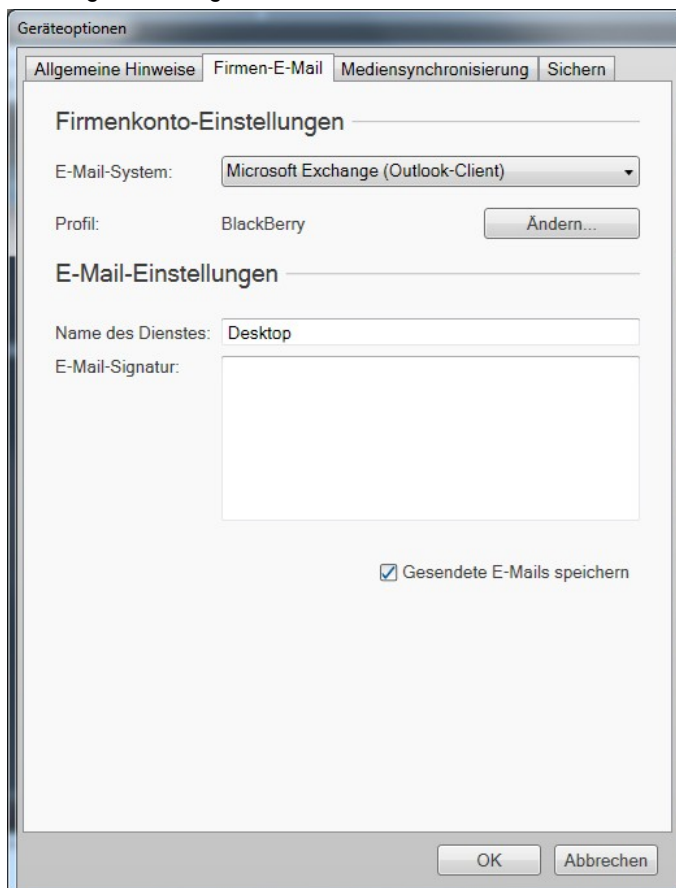 Geräteoptionen
Allgemeine Hinweise Firmen-E-Mail Mediensynchronisierung Sichern
Firmenkonto-Einstellungen
E-Mail-System: Microsoft Exchange (Outlook-Client)
Profil: BlackBerry Ändern...
E-Mail-Einstellungen
Name des Dienstes: Desktop
E-Mail-Signatur:
Gesendete E-Mails speichern
OK Abbrechen